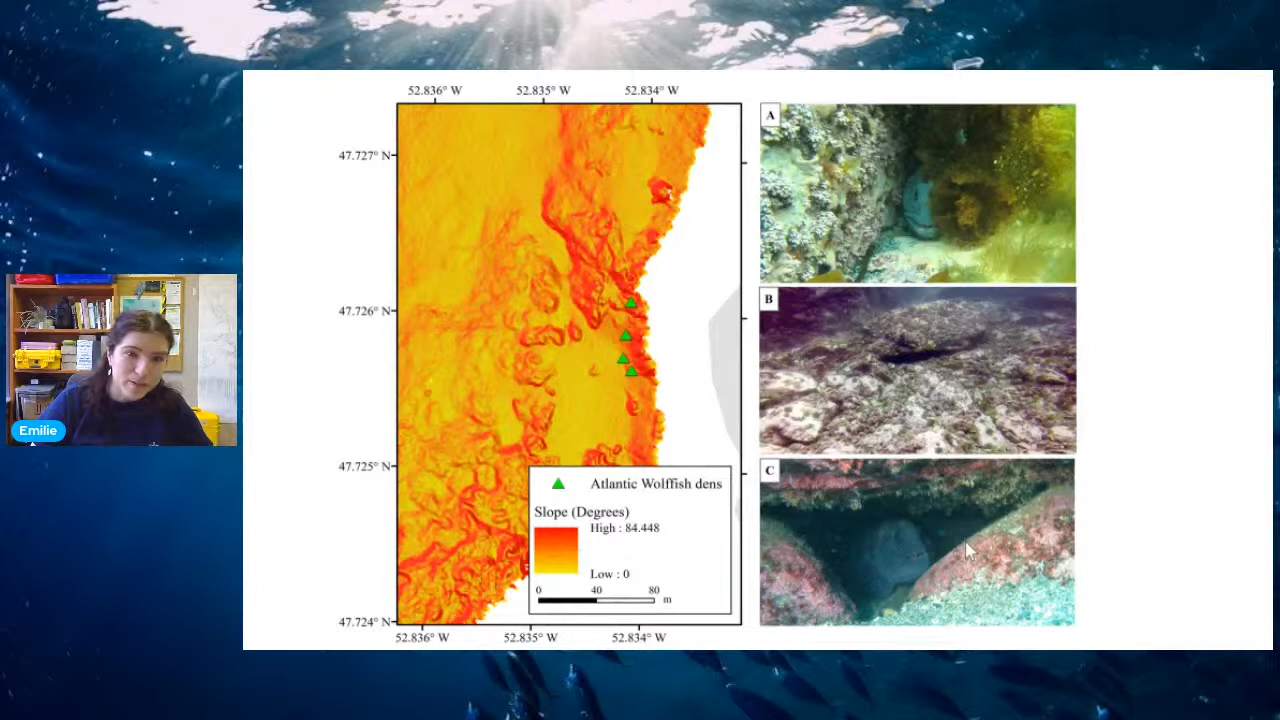 52.836° W 52.835° W 52.834° W
47.727° N
47.726° N
47.725° N
47.724° N
Atlantic Wolffish dens
Slope (Degrees)
High : 84.448
Low : 0
0 40 80
m
52.836° W 52.835° W 52.834° W
A
B
C
Emilie